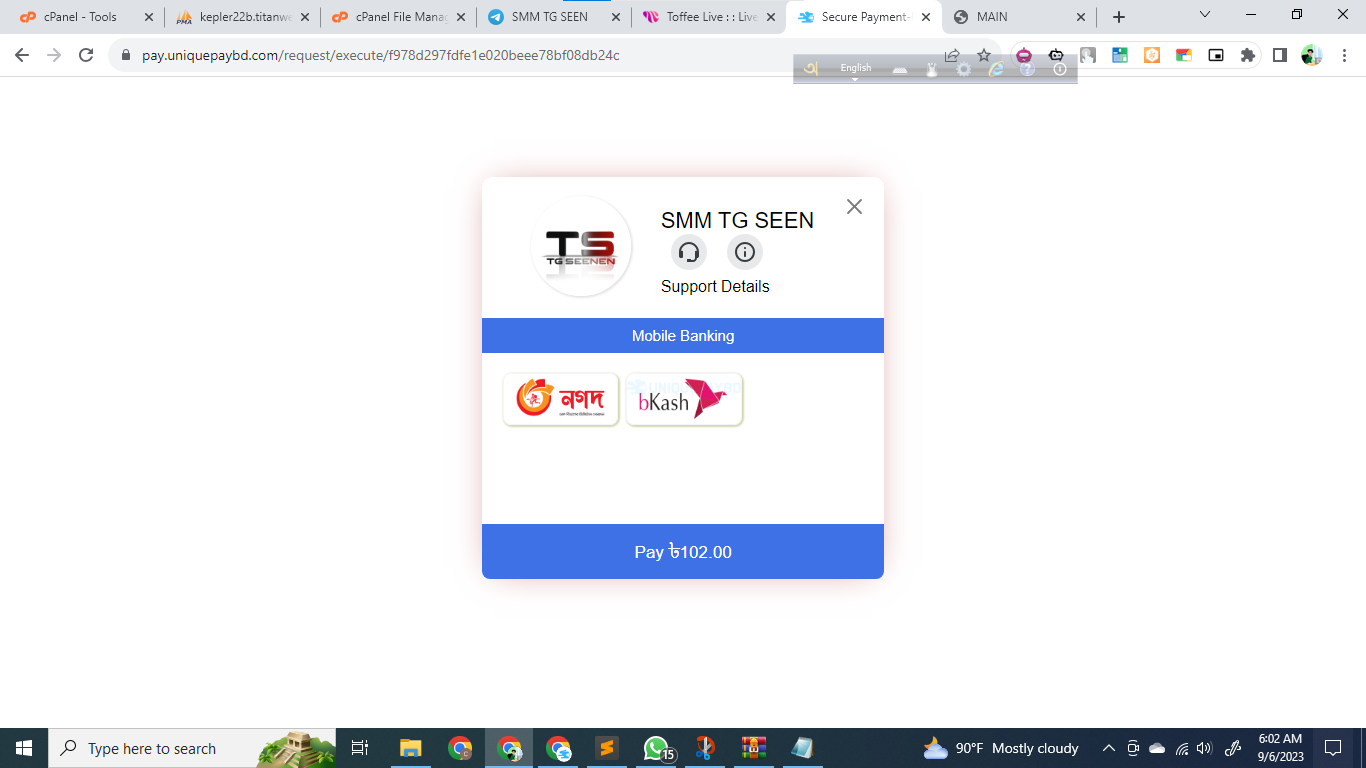 cPanel - Tools
kepler22b.titanwe
cPanel File Mana
SMM TG SEEN
Toffee Live : : Live
Secure Payment-
MAIN
pay.uniquepaybd.com/request/execute/f978d297fdfe1e020beee78bf08db24c
অ English
SMM TG SEEN
TS
TG SEENEN
Support Details
Mobile Banking
নগদ
bKash
Pay ৳102.00
Type here to search
15
90°F Mostly cloudy
6:02 AM
9/6/2023